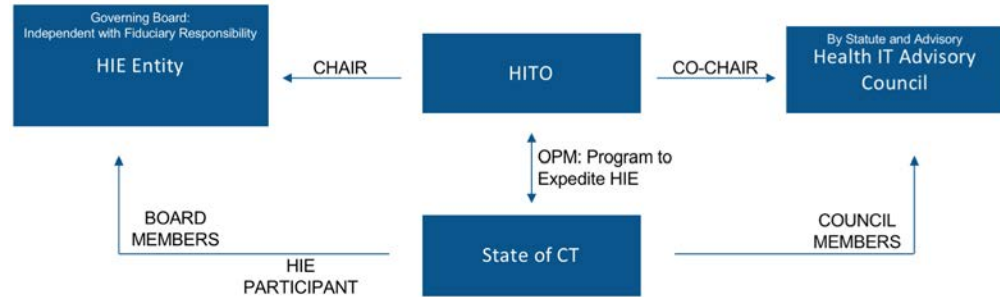 Governing Board:
Independent with Fiduciary Responsibility
HIE Entity
CHAIR
HITO
CO-CHAIR
By Statute and Advisory
Health IT Advisory
Council
OPM: Program to
Expedite HIE
BOARD
MEMBERS
HIE
PARTICIPANT
State of CT
COUNCIL
MEMBERS